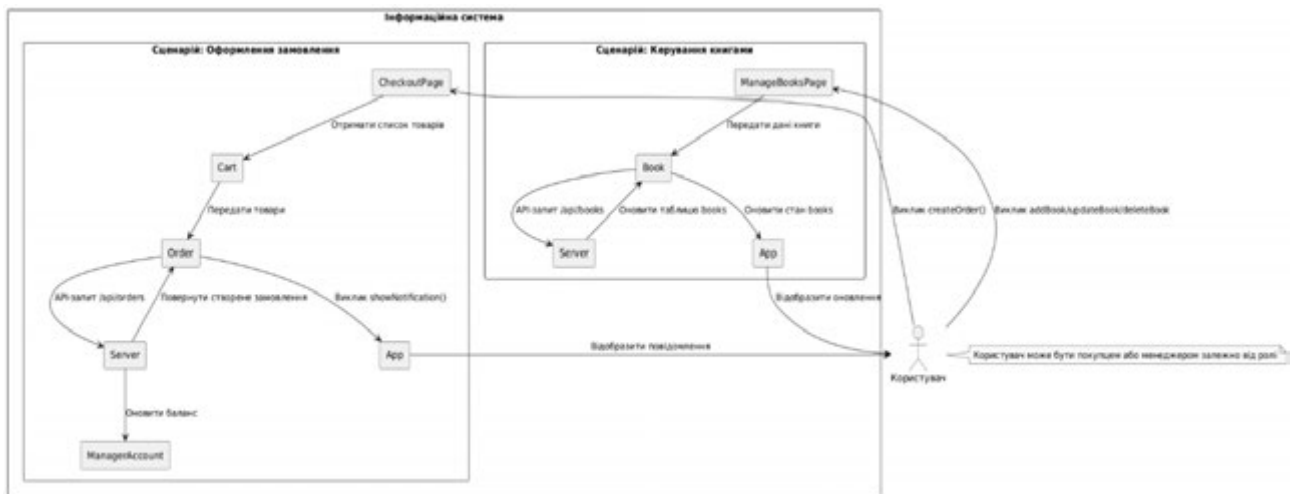 Інформаційна система
Сценарій: Оформлення замовлення
Сценарій: Керування книгами
CheckoutPage
ManageBooksPage
Отримати список товарів
Передати дані книги
Cart
Book
Передати товари
API-запит /api/books
Оновити таблицю books
Оновити стан books
Виклик createOrder()
Виклик addBook/updateBook/deleteBook
Order
Server
App
API-запит /api/orders
Повернути створене замовлення
Виклик showNotification()
Відобразити оновлення
Server
App
Відобразити повідомлення
Користувач може бути покупцем або менеджером залежно від ролі
Користувач
Оновити баланс
ManagerAccount